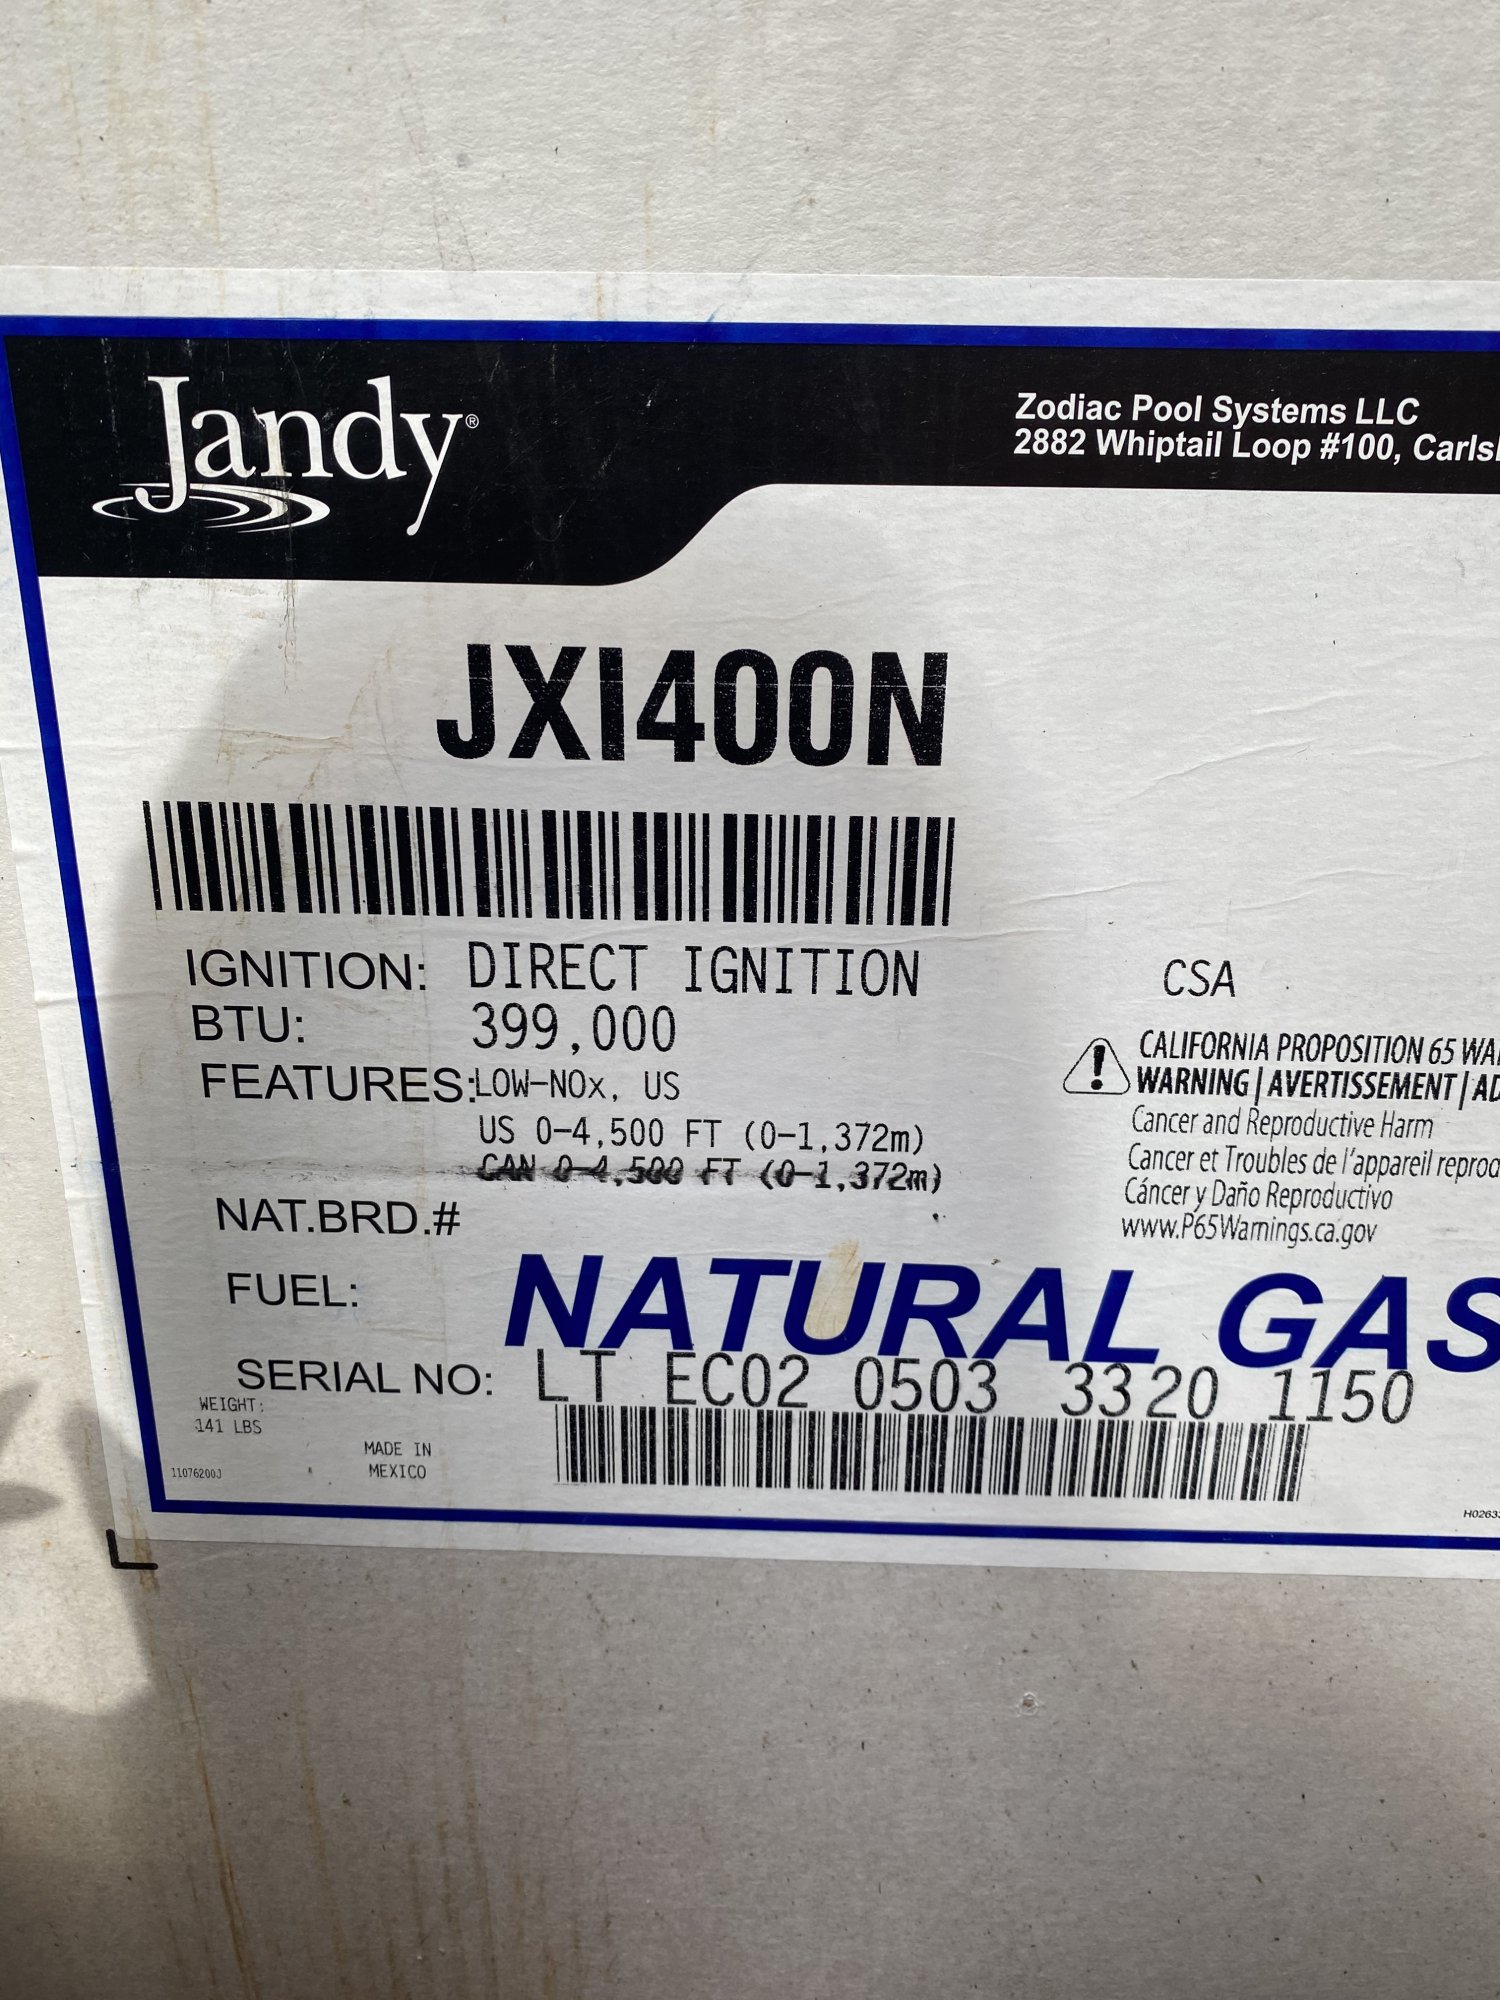 Jandy®
Zodiac Pool Systems LLC
2882 Whiptail Loop #100,
JXI400N
IGNITION: DIRECT IGNITION
BTU: 399,000
FEATURES: LOW-NOx, US
US 0-4,500 FT (0-1,372m)
CAN 0-4,500 FT (0-1,372m)
NAT.BRD.#
FUEL: NATURAL GAS
SERIAL NO: LT EC02 0503 3320 1150
WEIGHT:
141 LBS
MADE IN
MEXICO
11076200J
CSA
CALIFORNIA PROPOSITION 65
WARNING | AVERTISSEMENT |
Cancer and Reproductive Harm
Cancer et Troubles de l'appareil
Cáncer y Daño Reproductivo
www.P65Warnings.ca.gov